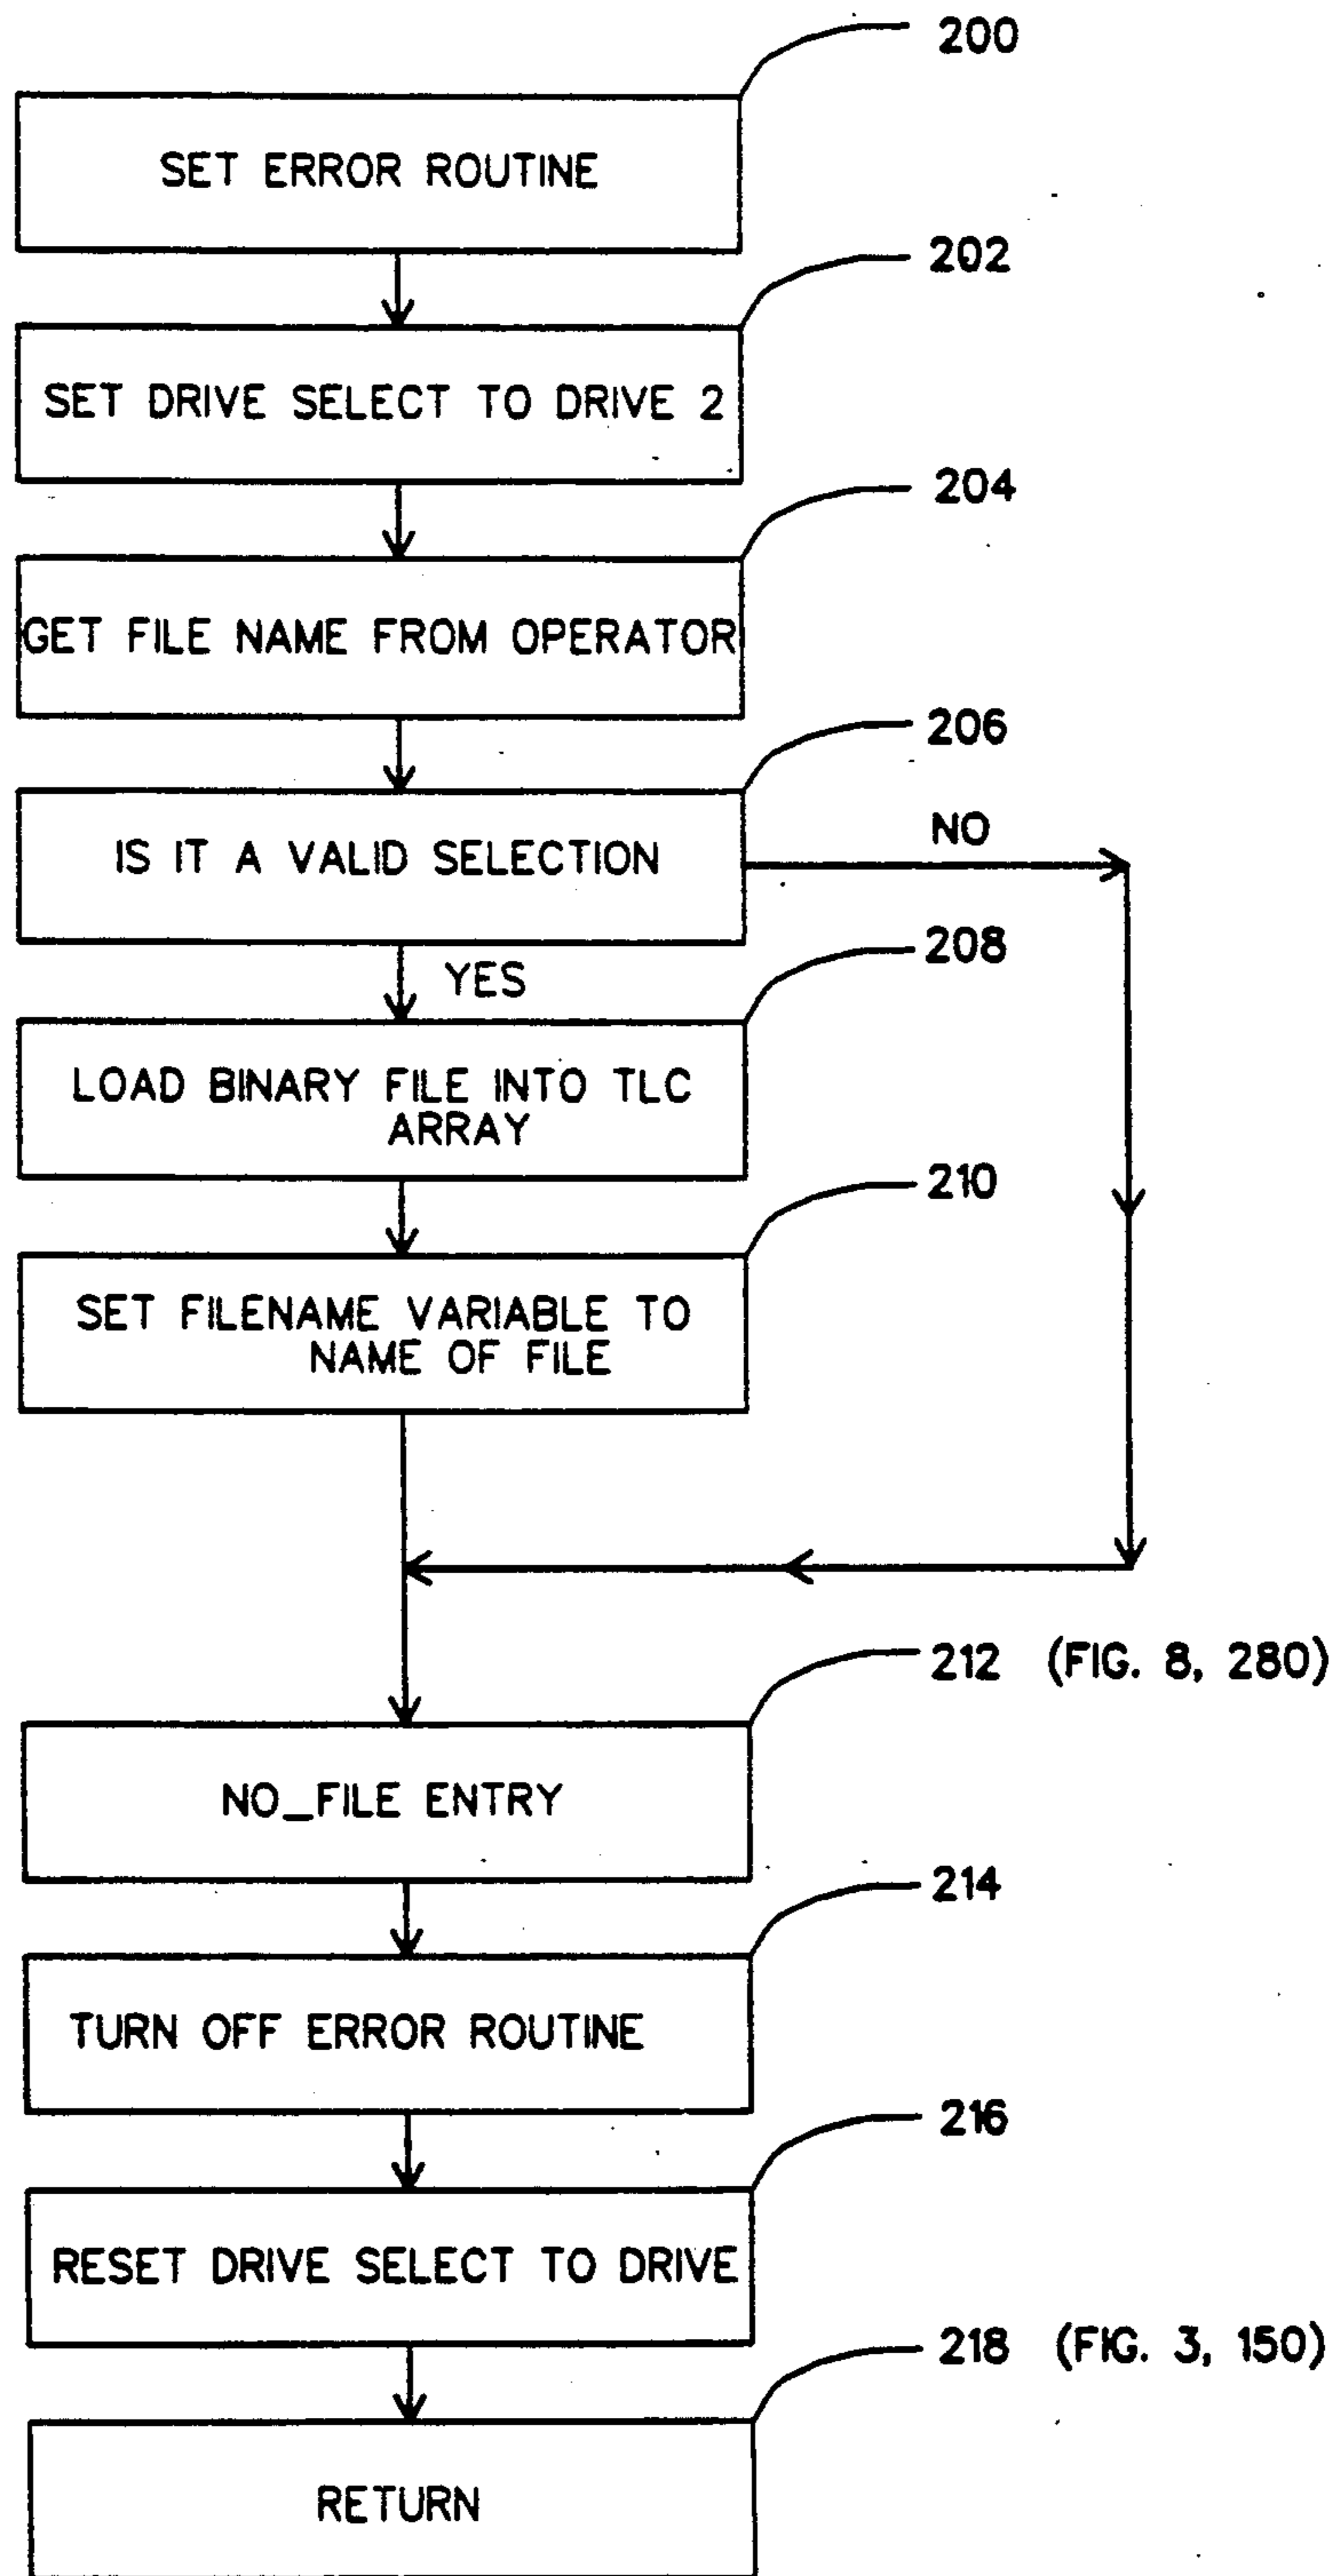 200
SET ERROR ROUTINE
202
SET DRIVE SELECT TO DRIVE 2
204
GET FILE NAME FROM OPERATOR
206
IS IT A VALID SELECTION
NO
208
YES
LOAD BINARY FILE INTO TLC
ARRAY
210
SET FILENAME VARIABLE TO
NAME OF FILE
212 (FIG. 8, 280)
NO_FILE ENTRY
214
TURN OFF ERROR ROUTINE
216
RESET DRIVE SELECT TO DRIVE
218 (FIG. 3, 150)
RETURN